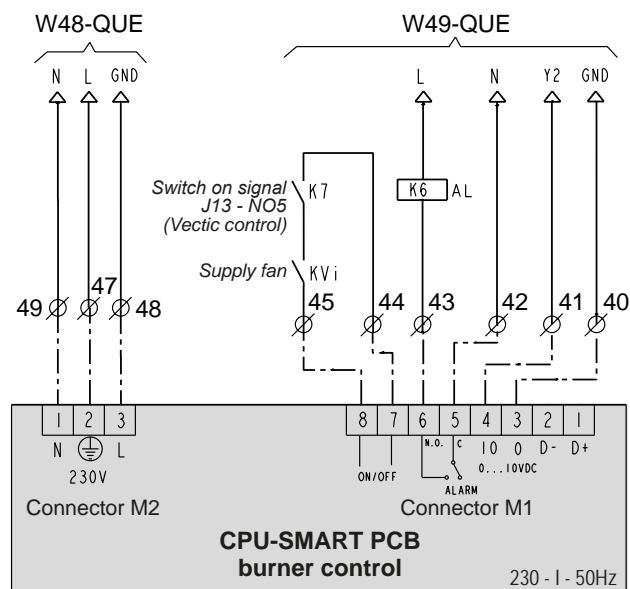 W48-QUE W49-QUE
N L GND L N Y2 GND
Switch on signal K7 K6 AL
J13 - NO5
(Vectic control)
Supply fan KVi
49 47 48 45 44 43 42 41 40
1 2 3 8 7 6 5 4 3 2 1
N L N.O. C 10 0 D- D+
230V ON/OFF 0...10VDC
ALARM
Connector M2 Connector M1
CPU-SMART PCB
burner control
230 - I - 50Hz